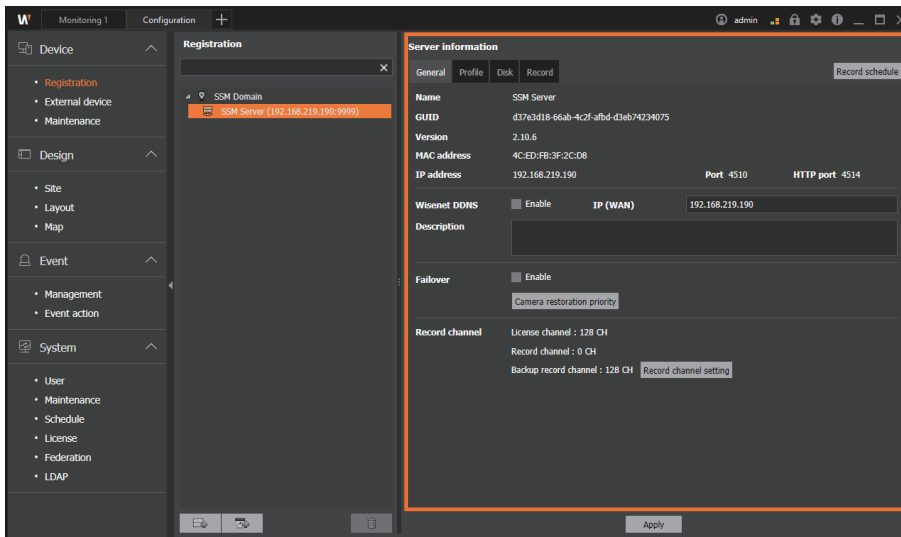 W Monitoring 1 Configuration admin
Device
• Registration
• External device
• Maintenance
Design
• Site
• Layout
• Map
Event
• Management
• Event action
System
• User
• Maintenance
• Schedule
• License
• Federation
• LDAP
Registration
SSM Domain
SSM Server (192.168.219.190:9999)
Server information
General Profile Disk Record Record schedule
Name SSM Server
GUID d37e3d18-66ab-4c2f-afbd-d3eb74234075
Version 2.10.6
MAC address 4C:ED:FB:3F:2C:D8
IP address 192.168.219.190 Port 4510 HTTP port 4514
Wisenet DDNS Enable IP (WAN) 192.168.219.190
Description
Failover Enable
Camera restoration priority
Record channel License channel : 128 CH
Record channel : 0 CH
Backup record channel : 128 CH Record channel setting
Apply